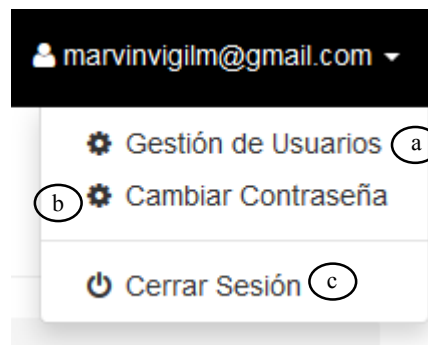 marvinvigilm@gmail.com
Gestión de Usuarios a
b Cambiar Contraseña
Cerrar Sesión c